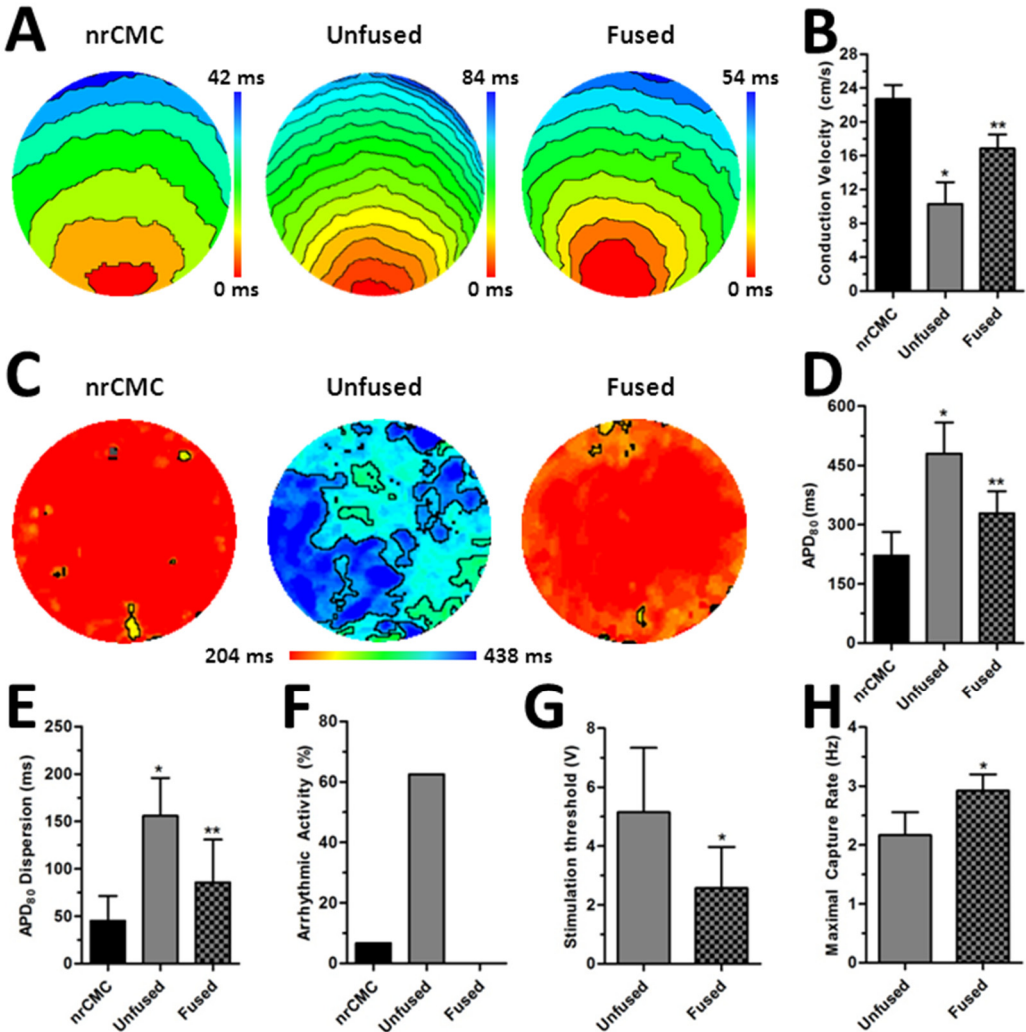 A
nrCMC
Unfused
Fused
42 ms
0 ms
84 ms
0 ms
54 ms
0 ms
B
Conduction Velocity (cm/s)
28
24
20
16
12
8
4
0
*
**
nrCMC
Unfused
Fused
C
nrCMC
Unfused
Fused
204 ms
438 ms
D
APD80 (ms)
600
450
300
150
0
*
**
nrCMC
Unfused
Fused
E
APD80 Dispersion (ms)
250
200
150
100
50
0
*
**
nrCMC
Unfused
Fused
F
Arrhythmic Activity (%)
80
60
40
20
0
nrCMC
Unfused
Fused
G
Stimulation threshold (V)
8
6
4
2
0
*
Unfused
Fused
H
Maximal Capture Rate (Hz)
4
3
2
1
0
*
Unfused
Fused